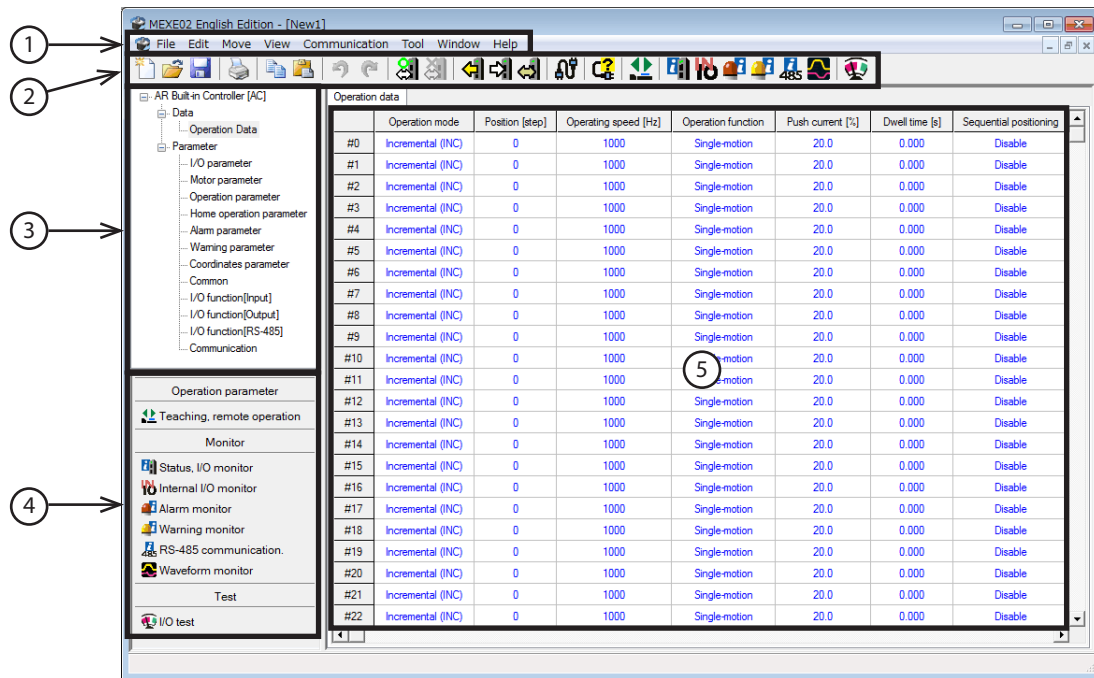 MEXE02 English Edition - [New1]
1
File Edit Move View Communication Tool Window Help
2
AR Built-in Controller [AC]
Data
Operation Data
Parameter
I/O parameter
Motor parameter
Operation parameter
Home operation parameter
Alarm parameter
Warning parameter
Coordinates parameter
Common
I/O function[Input]
I/O function[Output]
I/O function[RS-485]
Communication
3
Operation parameter
Teaching, remote operation
Monitor
Status, I/O monitor
Internal I/O monitor
Alarm monitor
Warning monitor
RS-485 communication.
Waveform monitor
Test
I/O test
4
Operation data
Operation mode Position [step] Operating speed [Hz] Operation function Push current [%] Dwell time [s] Sequential positioning
#0 Incremental (INC) 0 1000 Single-motion 20.0 0.000 Disable
#1 Incremental (INC) 0 1000 Single-motion 20.0 0.000 Disable
#2 Incremental (INC) 0 1000 Single-motion 20.0 0.000 Disable
#3 Incremental (INC) 0 1000 Single-motion 20.0 0.000 Disable
#4 Incremental (INC) 0 1000 Single-motion 20.0 0.000 Disable
#5 Incremental (INC) 0 1000 Single-motion 20.0 0.000 Disable
#6 Incremental (INC) 0 1000 Single-motion 20.0 0.000 Disable
#7 Incremental (INC) 0 1000 Single-motion 20.0 0.000 Disable
#8 Incremental (INC) 0 1000 Single-motion 20.0 0.000 Disable
#9 Incremental (INC) 0 1000 Single-motion 20.0 0.000 Disable
#10 Incremental (INC) 0 1000 -motion 20.0 0.000 Disable
5
#11 Incremental (INC) 0 1000 -motion 20.0 0.000 Disable
#12 Incremental (INC) 0 1000 Single-motion 20.0 0.000 Disable
#13 Incremental (INC) 0 1000 Single-motion 20.0 0.000 Disable
#14 Incremental (INC) 0 1000 Single-motion 20.0 0.000 Disable
#15 Incremental (INC) 0 1000 Single-motion 20.0 0.000 Disable
#16 Incremental (INC) 0 1000 Single-motion 20.0 0.000 Disable
#17 Incremental (INC) 0 1000 Single-motion 20.0 0.000 Disable
#18 Incremental (INC) 0 1000 Single-motion 20.0 0.000 Disable
#19 Incremental (INC) 0 1000 Single-motion 20.0 0.000 Disable
#20 Incremental (INC) 0 1000 Single-motion 20.0 0.000 Disable
#21 Incremental (INC) 0 1000 Single-motion 20.0 0.000 Disable
#22 Incremental (INC) 0 1000 Single-motion 20.0 0.000 Disable